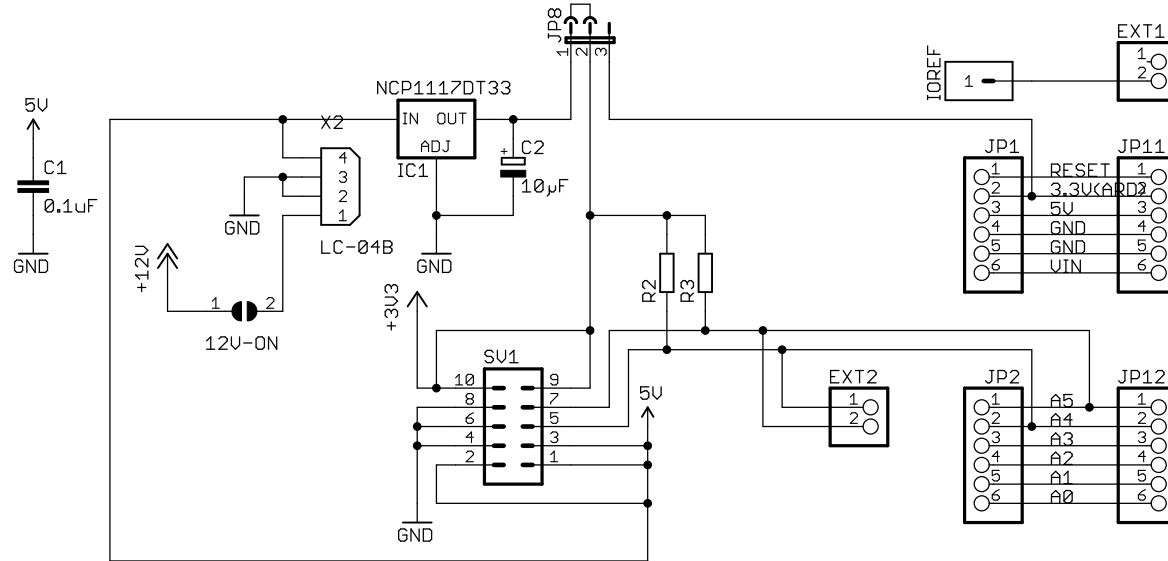 JP8
1
2
3
EXT1
1
2
IOREF
1
NCP1117DT33
IN OUT
ADJ
IC1
X2
4
3
2
1
LC-04B
GND
5V
C1
0.1uF
GND
+
C2
10µF
GND
+12V
1 2
12V-ON
+3V3
R2
R3
JP1
JP11
1 RESET 1
2 3.3V(ARD) 2
3 5V 3
4 GND 4
5 GND 5
6 VIN 6
SV1
10 9
8 7
6 5
4 3
2 1
5V
GND
EXT2
1
2
JP2
JP12
1 A5 1
2 A4 2
3 A3 3
4 A2 4
5 A1 5
6 A0 6